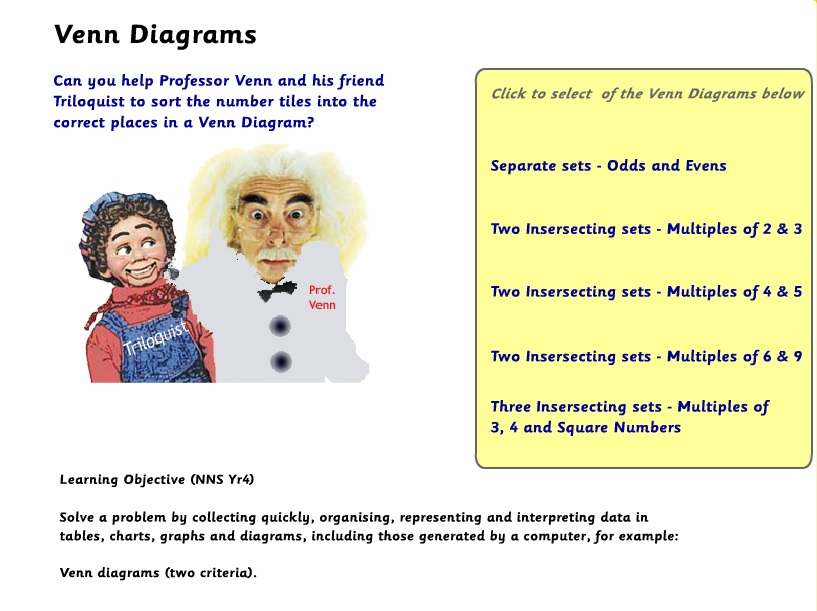 Venn Diagrams
Can you help Professor Venn and his friend
Triloquist to sort the number tiles into the
correct places in a Venn Diagram?
Prof.
Venn
Triloquist
Click to select  of the Venn Diagrams below
Separate sets - Odds and Evens
Two Insersecting sets - Multiples of 2 & 3
Two Insersecting sets - Multiples of 4 & 5
Two Insersecting sets - Multiples of 6 & 9
Three Insersecting sets - Multiples of
3, 4 and Square Numbers
Learning Objective (NNS Yr4)
Solve a problem by collecting quickly, organising, representing and interpreting data in
tables, charts, graphs and diagrams, including those generated by a computer, for example:
Venn diagrams (two criteria).